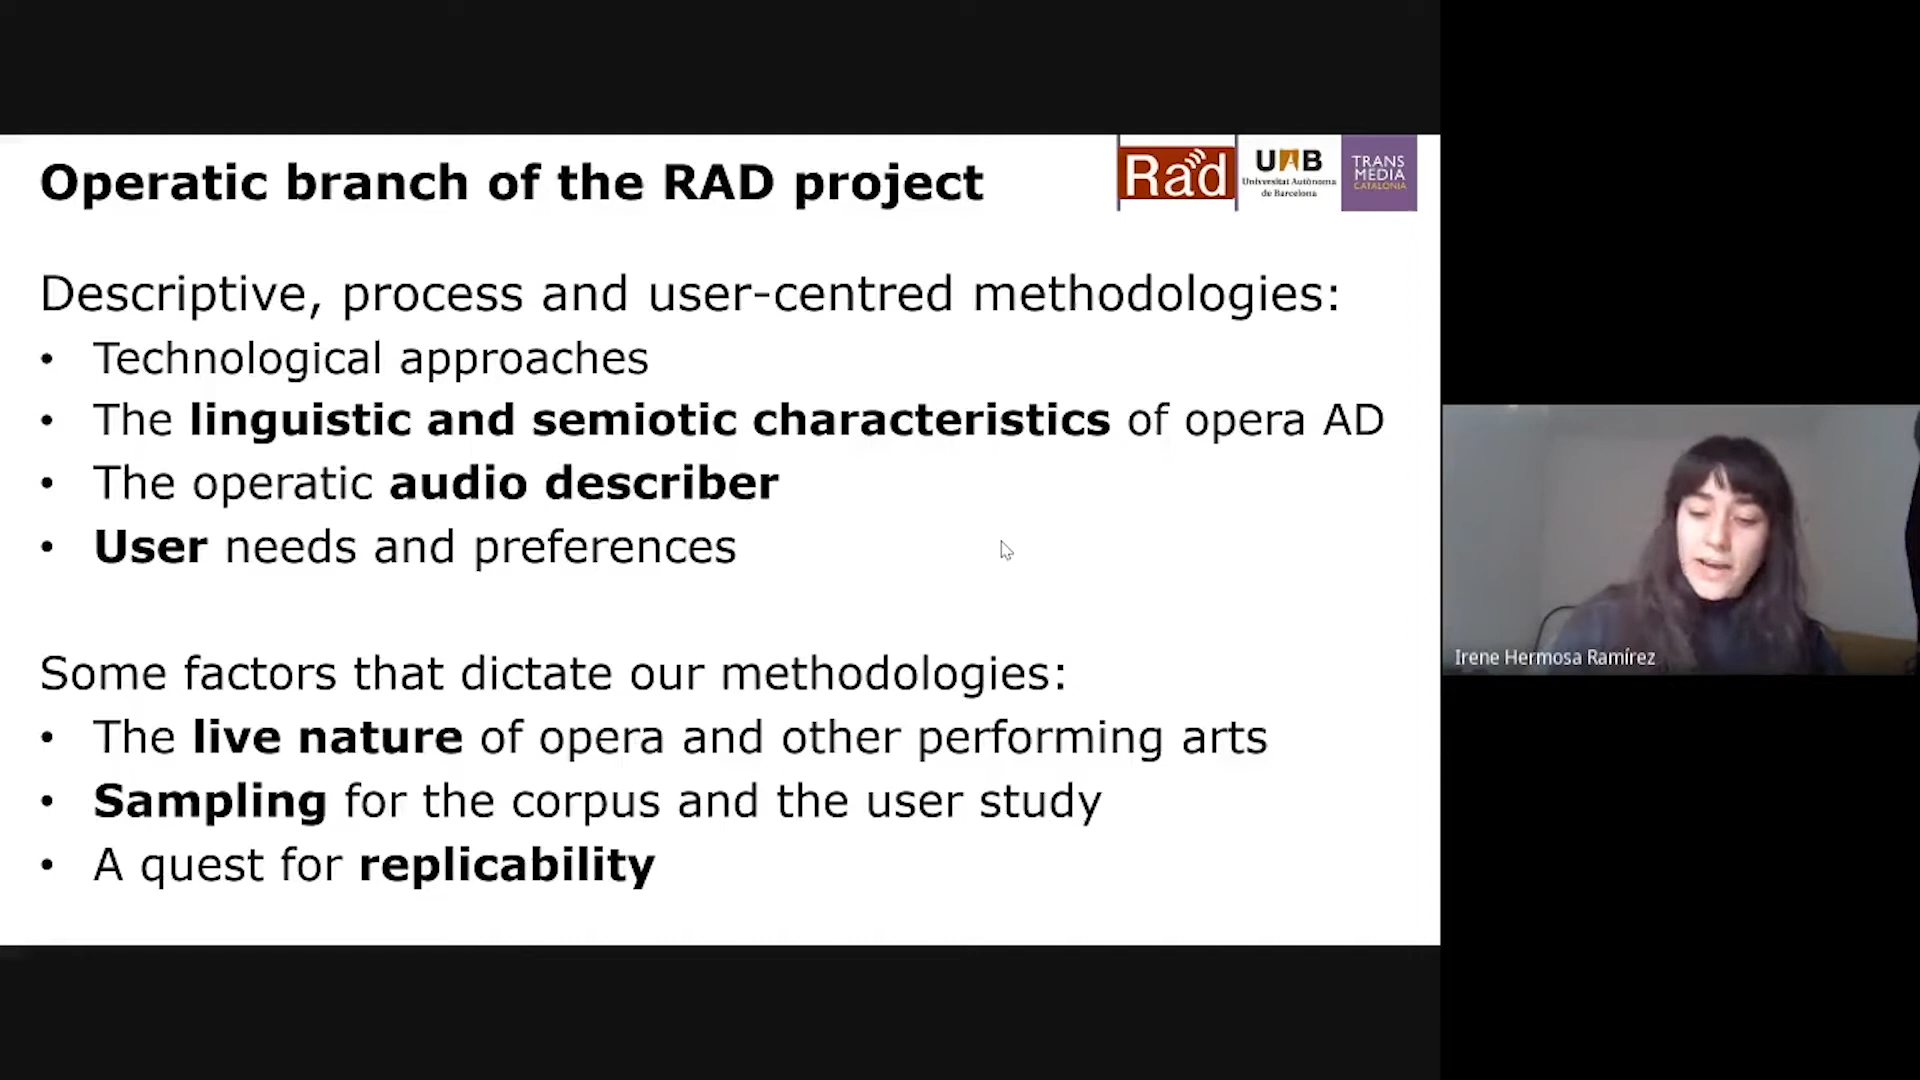 Operatic branch of the RAD project
Rad
UAB
Universitat Autònoma
de Barcelona
TRANS
MEDIA
CATALONIA
Descriptive, process and user-centred methodologies:
• Technological approaches
• The linguistic and semiotic characteristics of opera AD
• The operatic audio describer
• User needs and preferences
Some factors that dictate our methodologies:
• The live nature of opera and other performing arts
• Sampling for the corpus and the user study
• A quest for replicability
Irene Hermosa Ramírez